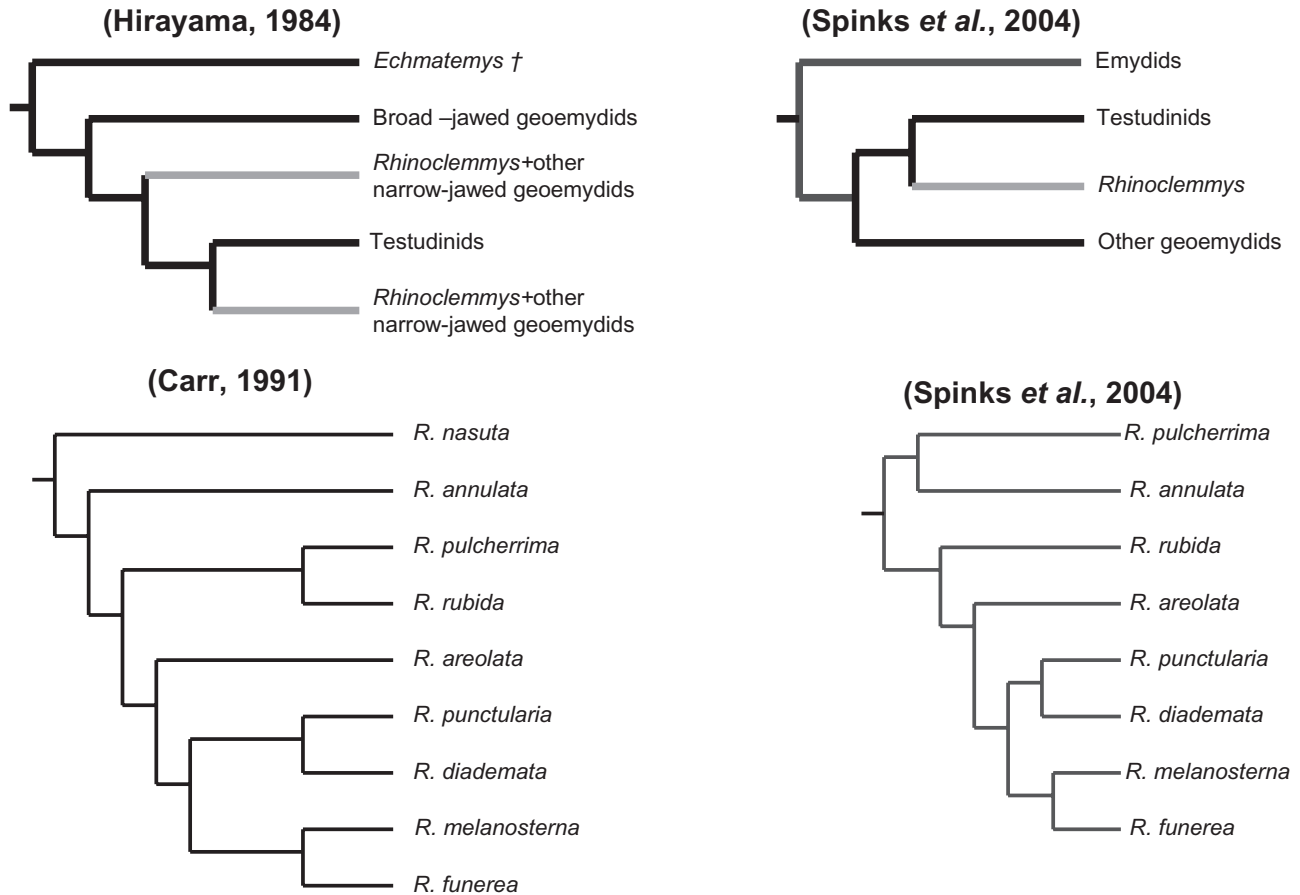 (Hirayama, 1984)
Echmatemys †
Broad –jawed geoemydids
Rhinoclemmys+other
narrow-jawed geoemydids
Testudinids
Rhinoclemmys+other
narrow-jawed geoemydids
(Spinks et al., 2004)
Emydids
Testudinids
Rhinoclemmys
Other geoemydids
(Carr, 1991)
R. nasuta
R. annulata
R. pulcherrima
R. rubida
R. areolata
R. punctularia
R. diademata
R. melanosterna
R. funerea
(Spinks et al., 2004)
R. pulcherrima
R. annulata
R. rubida
R. areolata
R. punctularia
R. diademata
R. melanosterna
R. funerea